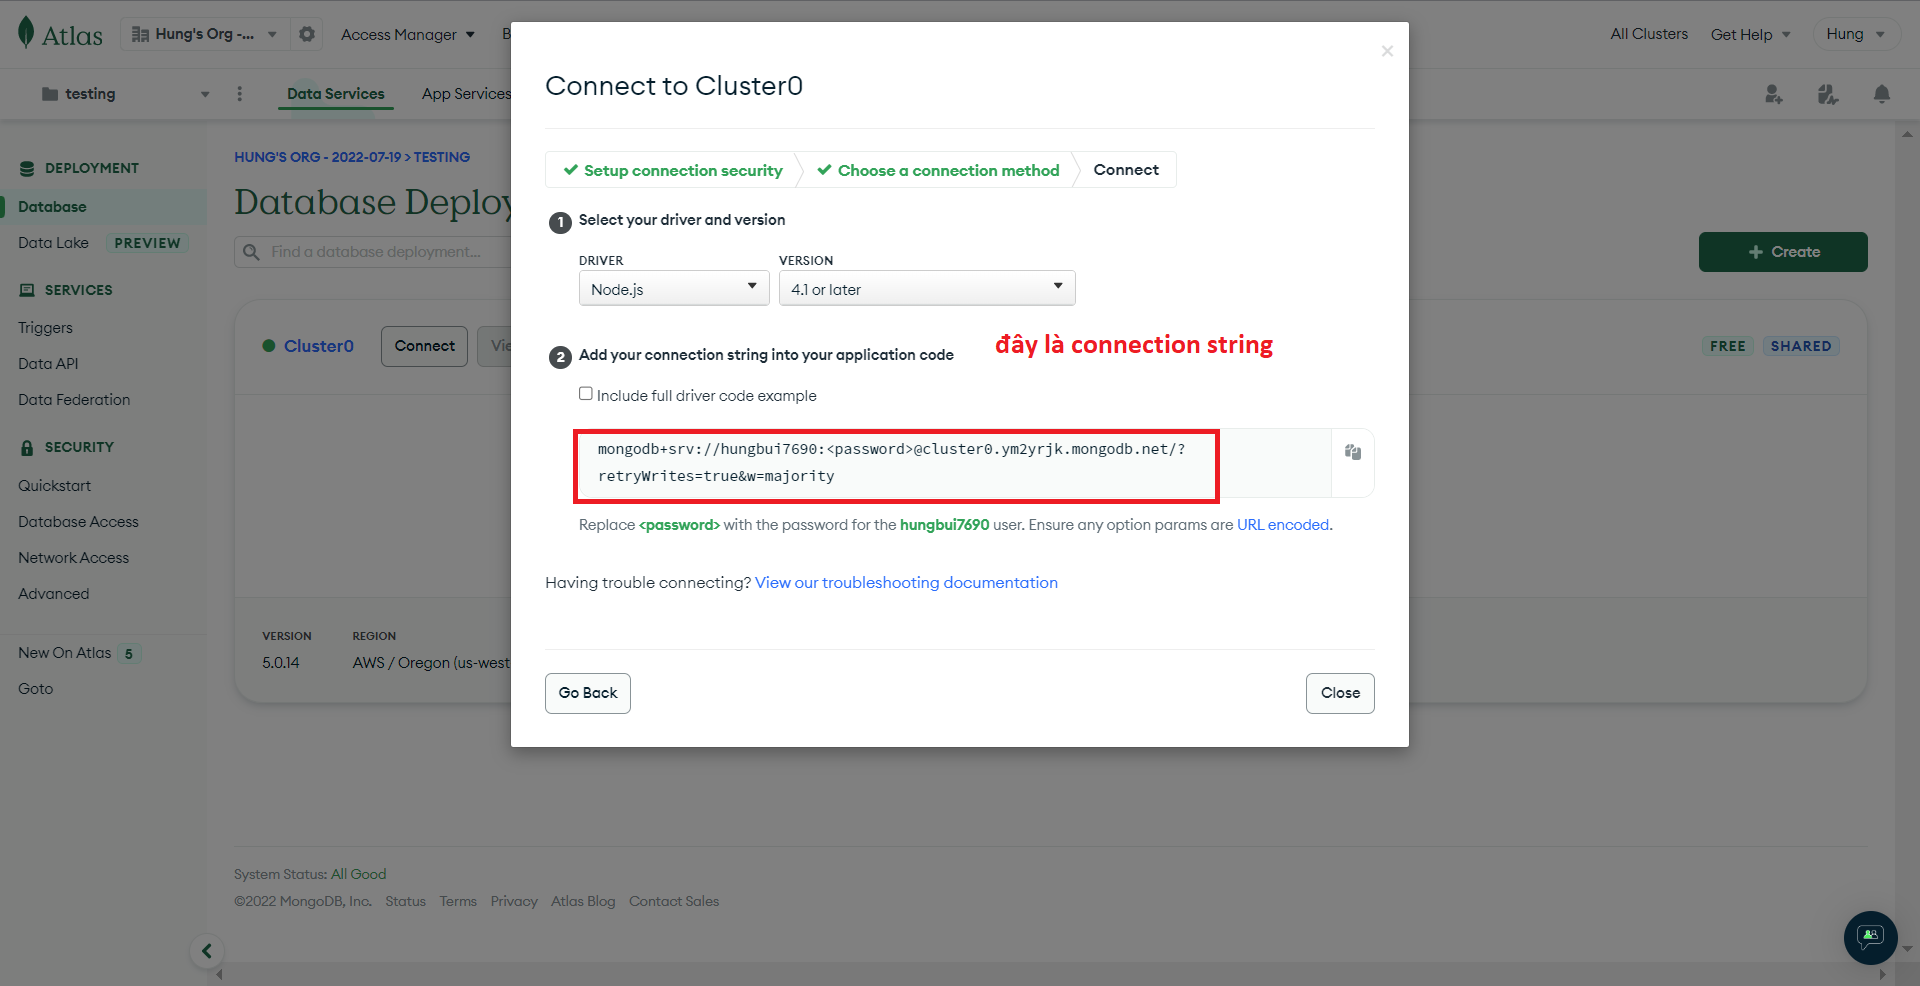 Atlas
Hung's Org -...
Access Manager
B
All Clusters
Get Help
Hung
testing
Data Services
App Services
DEPLOYMENT
Database
Data Lake
PREVIEW
SERVICES
Triggers
Data API
Data Federation
SECURITY
Quickstart
Database Access
Network Access
Advanced
New On Atlas
5
Goto
HUNG'S ORG - 2022-07-19 > TESTING
Database Deploy
Find a database deployment...
Create
Cluster0
Connect
Vie
FREE
SHARED
VERSION
REGION
5.0.14
AWS / Oregon (us-west
Connect to Cluster0
Setup connection security
Choose a connection method
Connect
1 Select your driver and version
DRIVER
VERSION
Node.js
4.1 or later
2 Add your connection string into your application code
đây là connection string
Include full driver code example
mongodb+srv://hungbui7690:<password>@cluster0.ym2yrjk.mongodb.net/?
retryWrites=true&w=majority
Replace <password> with the password for the hungbui7690 user. Ensure any option params are URL encoded.
Having trouble connecting? View our troubleshooting documentation
Go Back
Close
System Status: All Good
©2022 MongoDB, Inc.
Status
Terms
Privacy
Atlas Blog
Contact Sales